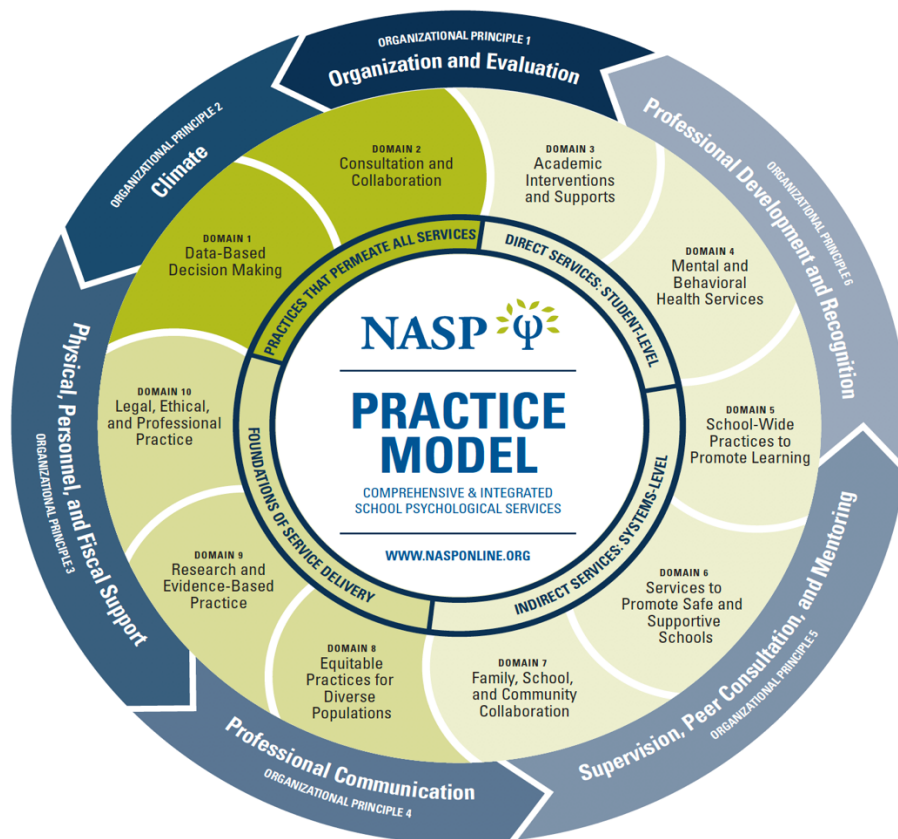 ORGANIZATIONAL PRINCIPLE 1
Organization and Evaluation
ORGANIZATIONAL PRINCIPLE 2
Climate
Physical, Personnel, and Fiscal Support
ORGANIZATIONAL PRINCIPLE 3
Professional Communication
ORGANIZATIONAL PRINCIPLE 4
Supervision, Peer Consultation, and Mentoring
ORGANIZATIONAL PRINCIPLE 5
Professional Development and Recognition
ORGANIZATIONAL PRINCIPLE 6
DOMAIN 1
Data-Based
Decision Making
DOMAIN 2
Consultation and
Collaboration
DOMAIN 3
Academic
Interventions
and Supports
DOMAIN 4
Mental and
Behavioral
Health Services
DOMAIN 5
School-Wide
Practices to
Promote Learning
DOMAIN 6
Services to
Promote Safe and
Supportive
Schools
DOMAIN 7
Family, School,
and Community
Collaboration
DOMAIN 8
Equitable
Practices for
Diverse
Populations
DOMAIN 9
Research and
Evidence-Based
Practice
DOMAIN 10
Legal, Ethical,
and Professional
Practice
PRACTICES THAT PERMEATE ALL SERVICES
DIRECT SERVICES: STUDENT-LEVEL
INDIRECT SERVICES: SYSTEMS-LEVEL
FOUNDATIONS OF SERVICE DELIVERY
NASP ψ
PRACTICE
MODEL
COMPREHENSIVE & INTEGRATED
SCHOOL PSYCHOLOGICAL SERVICES
WWW.NASPONLINE.ORG